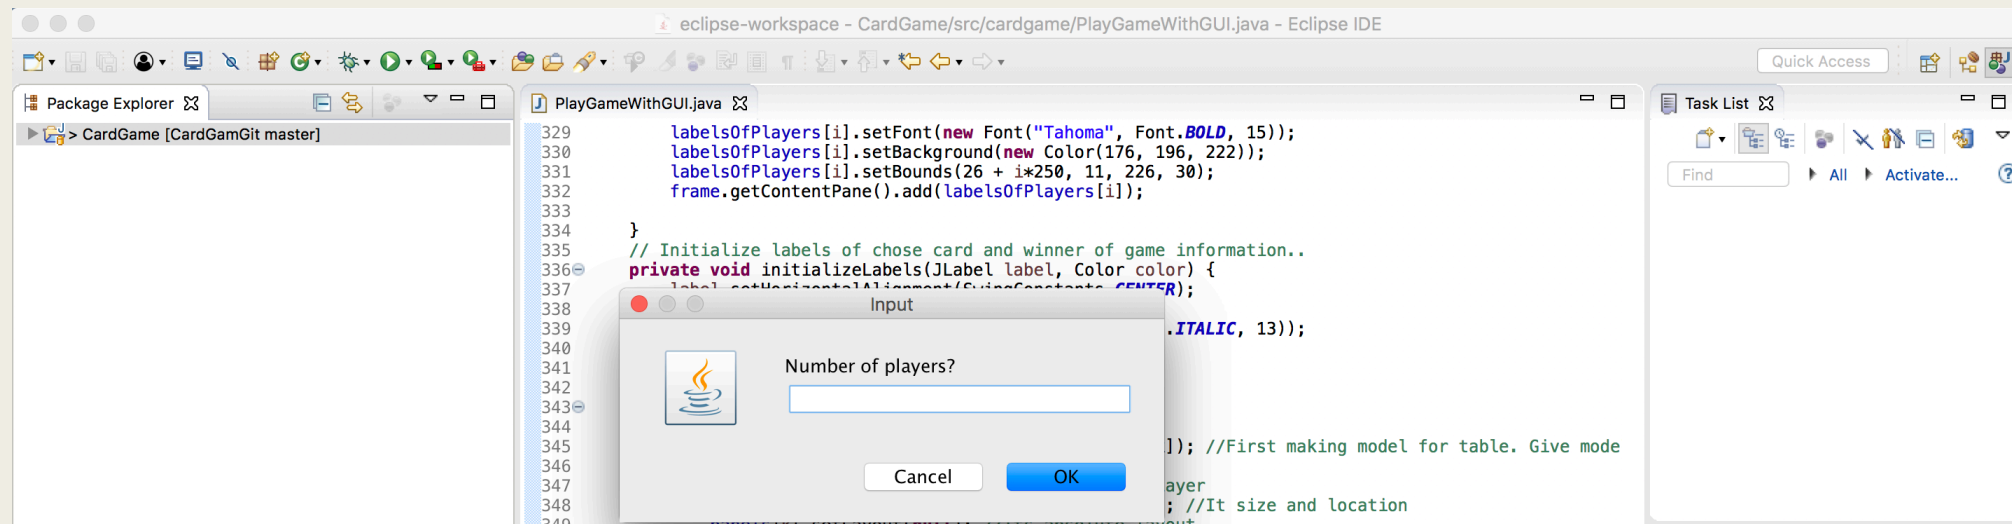 eclipse-workspace - CardGame/src/cardgame/PlayGameWithGUI.java - Eclipse IDE
Quick Access
Package Explorer
> CardGame [CardGamGit master]
PlayGameWithGUI.java
329 labelsOfPlayers[i].setFont(new Font("Tahoma", Font.BOLD, 15));
330 labelsOfPlayers[i].setBackground(new Color(176, 196, 222));
331 labelsOfPlayers[i].setBounds(26 + i*250, 11, 226, 30);
332 frame.getContentPane().add(labelsOfPlayers[i]);
333
334 }
335 // Initialize labels of chose card and winner of game information..
336 private void initializeLabels(JLabel label, Color color) {
337 label.setHorizontalAlignment(SwingConstants.CENTER);
338
339 .ITALIC, 13));
340
341
342
343
344
345 ]); //First making model for table. Give mode
346
347 ayer
348 ; //It size and location
349
Input
Number of players?
Cancel
OK
Task List
Find
All
Activate...